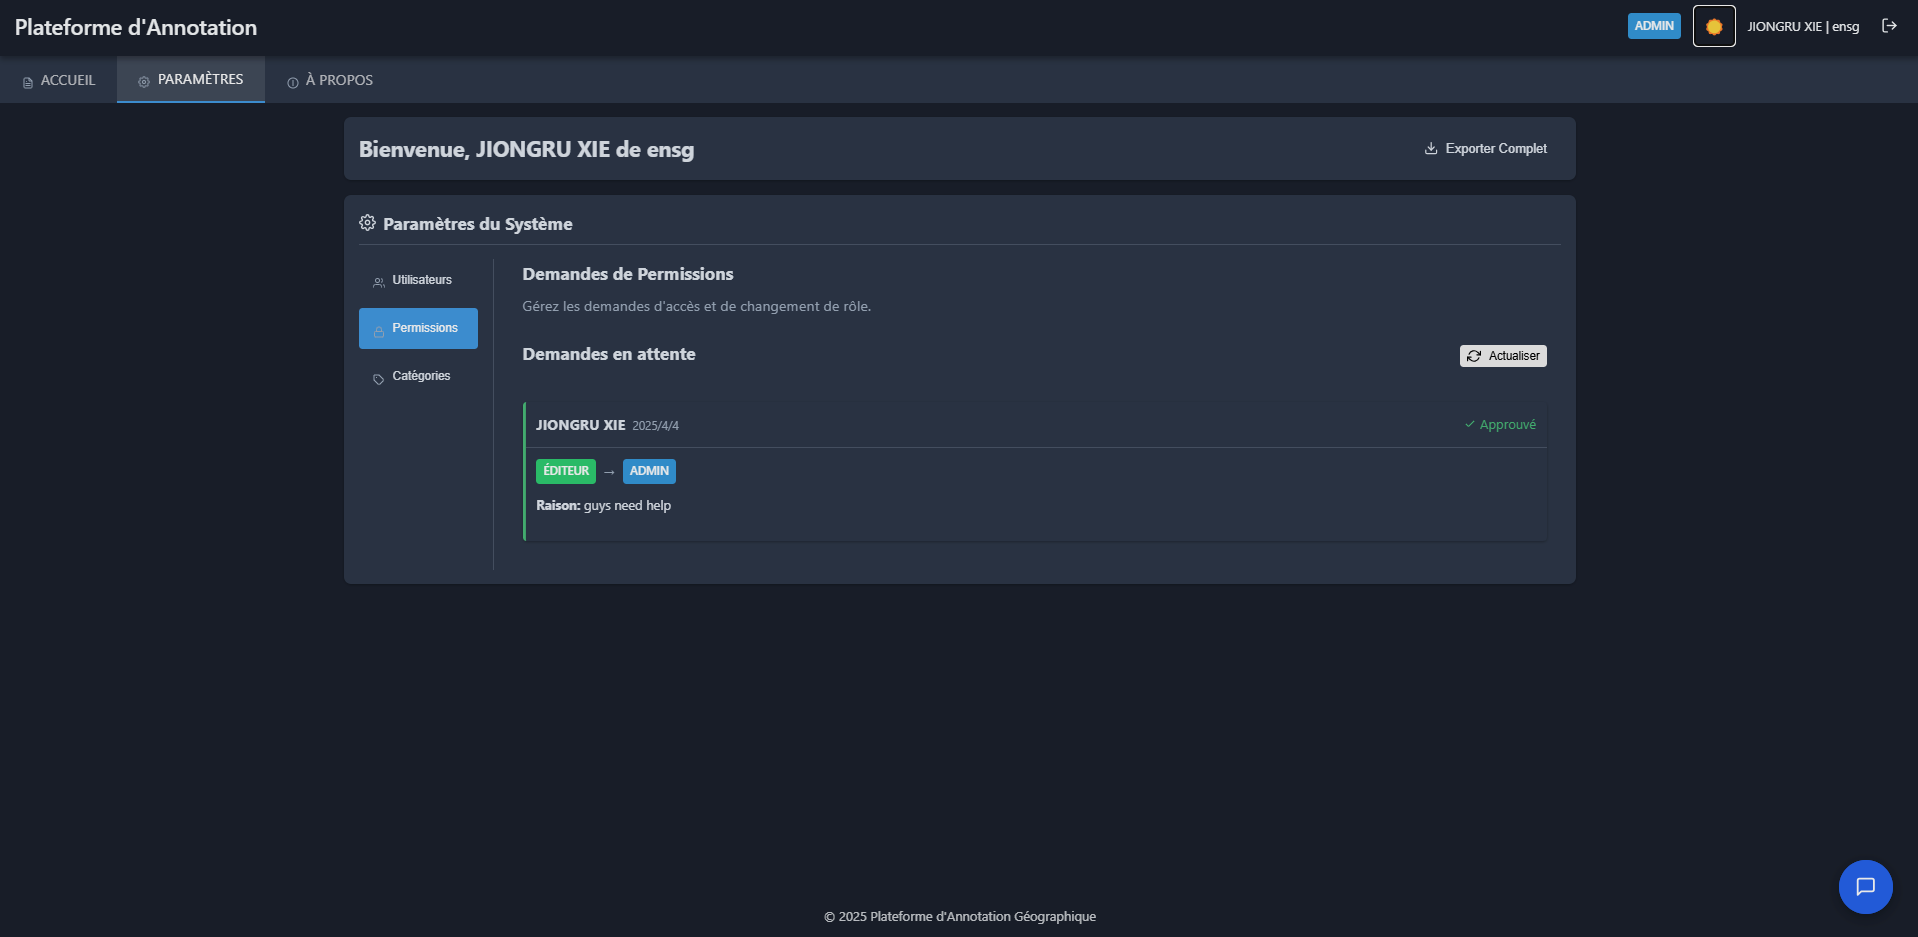 Plateforme d'Annotation
ADMIN
JIONGRU XIE | ensg
ACCUEIL
PARAMÈTRES
À PROPOS
Bienvenue, JIONGRU XIE de ensg
Exporter Complet
Paramètres du Système
Utilisateurs
Permissions
Catégories
Demandes de Permissions
Gérez les demandes d'accès et de changement de rôle.
Demandes en attente
Actualiser
JIONGRU XIE 2025/4/4
✓ Approuvé
ÉDITEUR → ADMIN
Raison: guys need help
© 2025 Plateforme d'Annotation Géographique